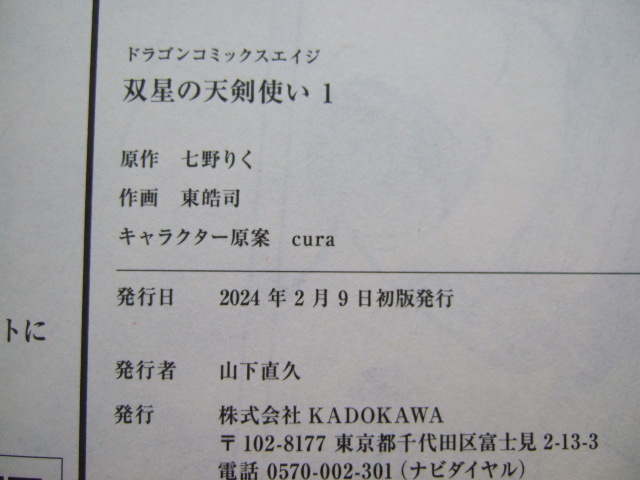 ドラゴンコミックスエイジ
双星の天剣使い 1
原作 七野りく
作画 東皓司
キャラクター原案 cura
発行日 2024 年 2 月 9 日初版発行
トに
発行者 山下直久
発行 株式会社 KADOKAWA
〒102-8177 東京都千代田区富士見 2-13-3
電話 0570-002-301(ナビダイヤル)